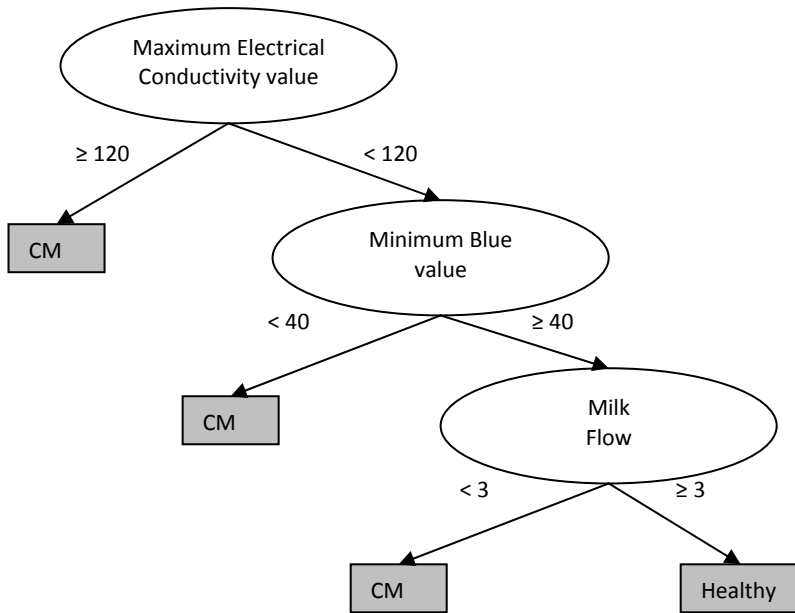 Maximum Electrical
Conductivity value
≥ 120
< 120
CM
Minimum Blue
value
< 40
≥ 40
CM
Milk
Flow
< 3
≥ 3
CM
Healthy